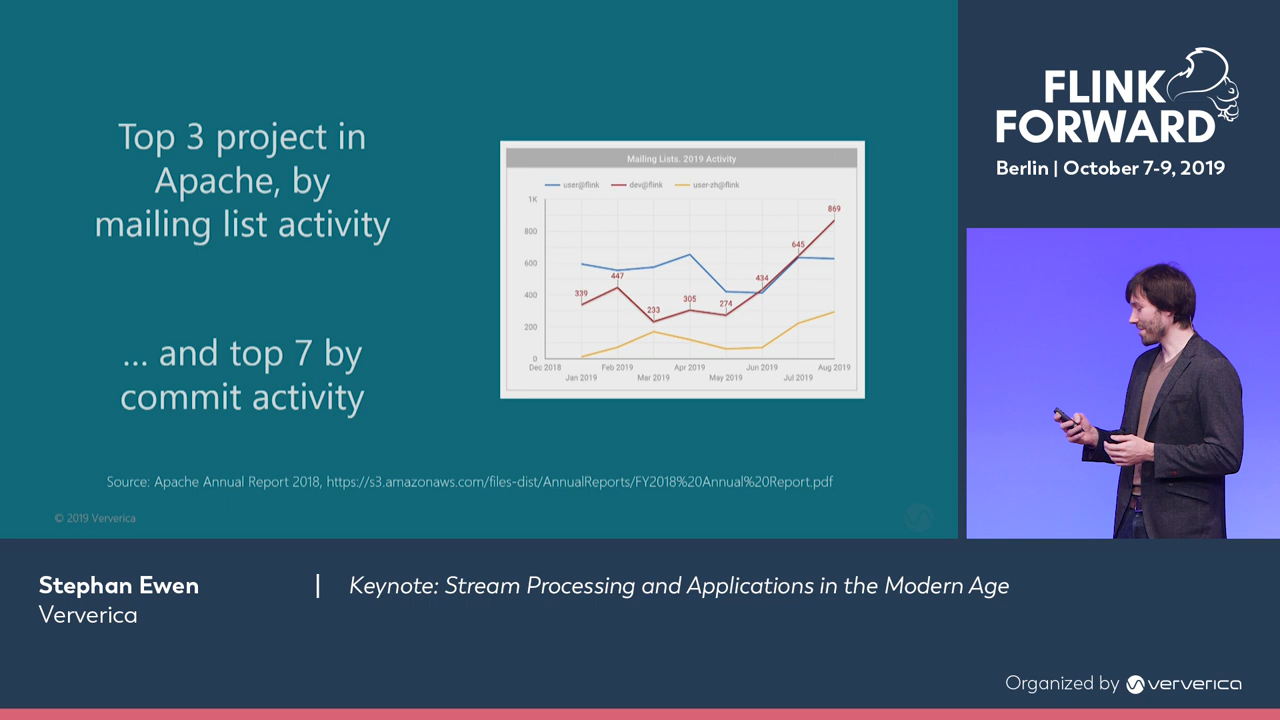 Top 3 project in
Apache, by
mailing list activity
... and top 7 by
commit activity
Mailing Lists. 2019 Activity
user@flink dev@flink user-zh@flink
1K
800
600
400
200
0
339
447
233
305
274
434
645
869
Dec 2018 Feb 2019 Apr 2019 Jun 2019 Aug 2019
Jan 2019 Mar 2019 May 2019 Jul 2019
Source: Apache Annual Report 2018, https://s3.amazonaws.com/files-dist/AnnualReports/FY2018%20Annual%20Report.pdf
© 2019 Ververica
FLINK
FORWARD
Berlin | October 7-9, 2019
Stephan Ewen | Keynote: Stream Processing and Applications in the Modern Age
Ververica
Organized by ververica